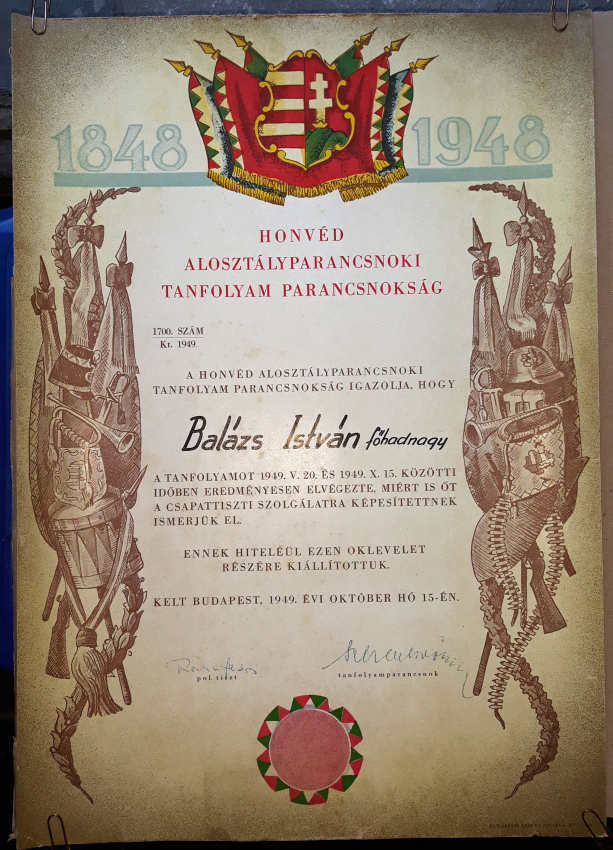 1848 1948
HONVÉD
ALOSZTÁLYPARANCSNOKI
TANFOLYAM PARANCSNOKSÁG
1700. SZÁM
Kt. 1949.
A HONVÉD ALOSZTÁLYPARANCSNOKI
TANFOLYAM PARANCSNOKSÁG IGAZOLJA, HOGY
Balázs István főhadnagy
A TANFOLYAMOT 1949. V. 20. ÉS 1949. X. 15. KÖZÖTTI
IDŐBEN EREDMÉNYESEN ELVÉGEZTE, MIÉRT IS ŐT
A CSAPATTISZTI SZOLGÁLATRA KÉPESÍTETTNEK
ISMERJÜK EL.
ENNEK HITELÉÜL EZEN OKLEVELET
RÉSZÉRE KIÁLLÍTOTTUK.
KELT BUDAPEST, 1949. ÉVI OKTÓBER HÓ 15-ÉN.
pol. tiszt
tanfolyamparancsnok